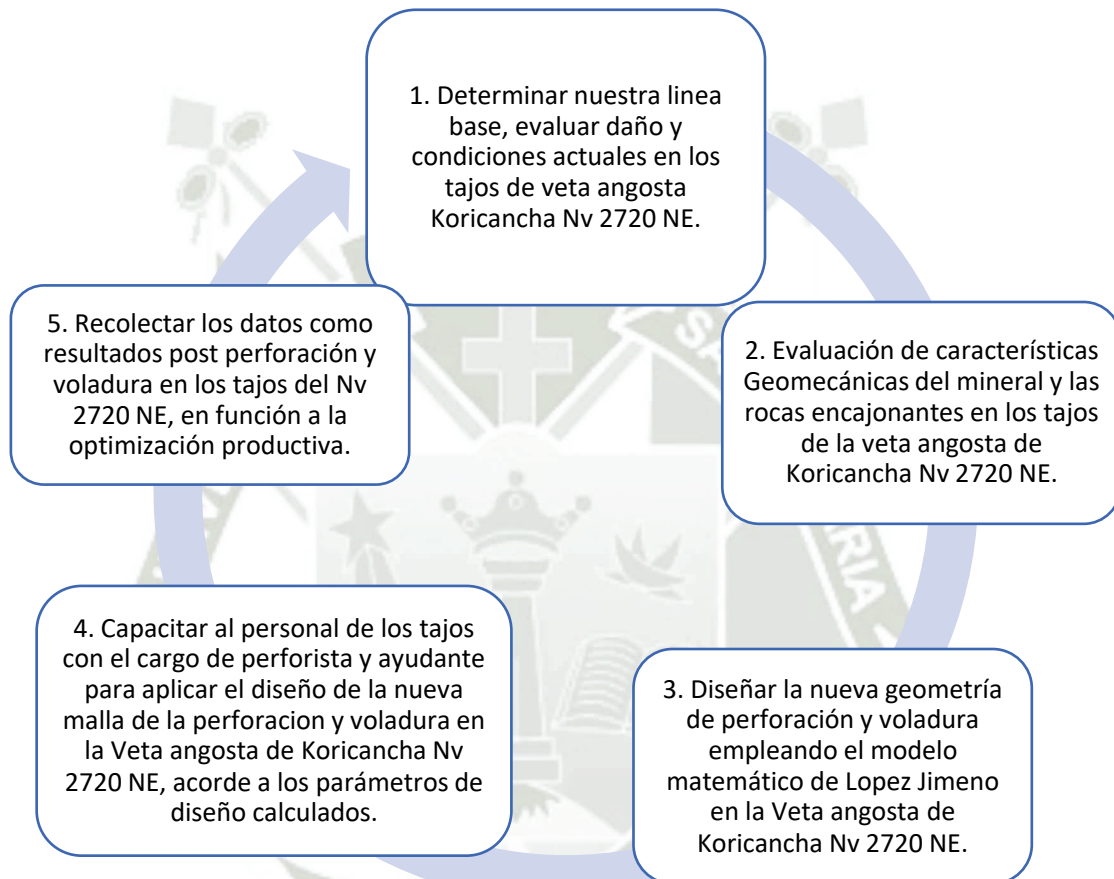 1. Determinar nuestra linea
base, evaluar daño y
condiciones actuales en los
tajos de veta angosta
Koricancha Nv 2720 NE.
2. Evaluación de características
Geomecánicas del mineral y las
rocas encajonantes en los tajos
de la veta angosta de
Koricancha Nv 2720 NE.
3. Diseñar la nueva geometría
de perforación y voladura
empleando el modelo
matemático de Lopez Jimeno
en la Veta angosta de
Koricancha Nv 2720 NE.
4. Capacitar al personal de los tajos
con el cargo de perforista y ayudante
para aplicar el diseño de la nueva
malla de la perforacion y voladura en
la Veta angosta de Koricancha Nv
2720 NE, acorde a los parámetros de
diseño calculados.
5. Recolectar los datos como
resultados post perforación y
voladura en los tajos del Nv
2720 NE, en función a la
optimización productiva.